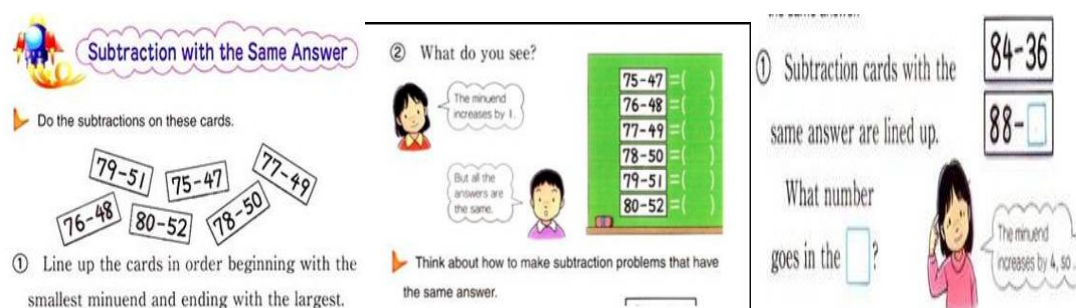 Subtraction with the Same Answer
Do the subtractions on these cards.
79-51
75-47
77-49
76-48
80-52
78-50
① Line up the cards in order beginning with the
smallest minuend and ending with the largest.
② What do you see?
The minuend
increases by 1.
But all the
answers are
the same.
75-47 =( )
76-48 =( )
77-49 =( )
78-50 =( )
79-51 =( )
80-52 =( )
Think about how to make subtraction problems that have
the same answer.
① Subtraction cards with the
same answer are lined up.
What number
goes in the □?
84-36
88-□
The minuend
increases by 4, so